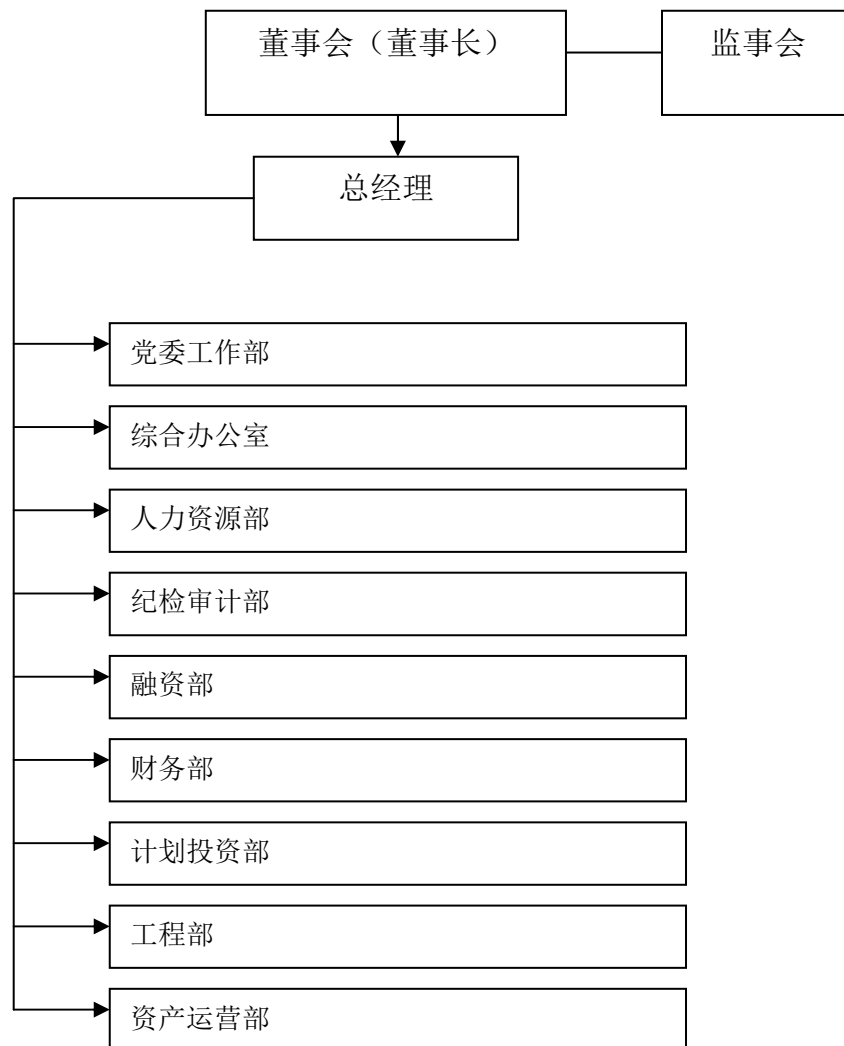 董事会（董事长）
监事会
总经理
党委工作部
综合办公室
人力资源部
纪检审计部
融资部
财务部
计划投资部
工程部
资产运营部